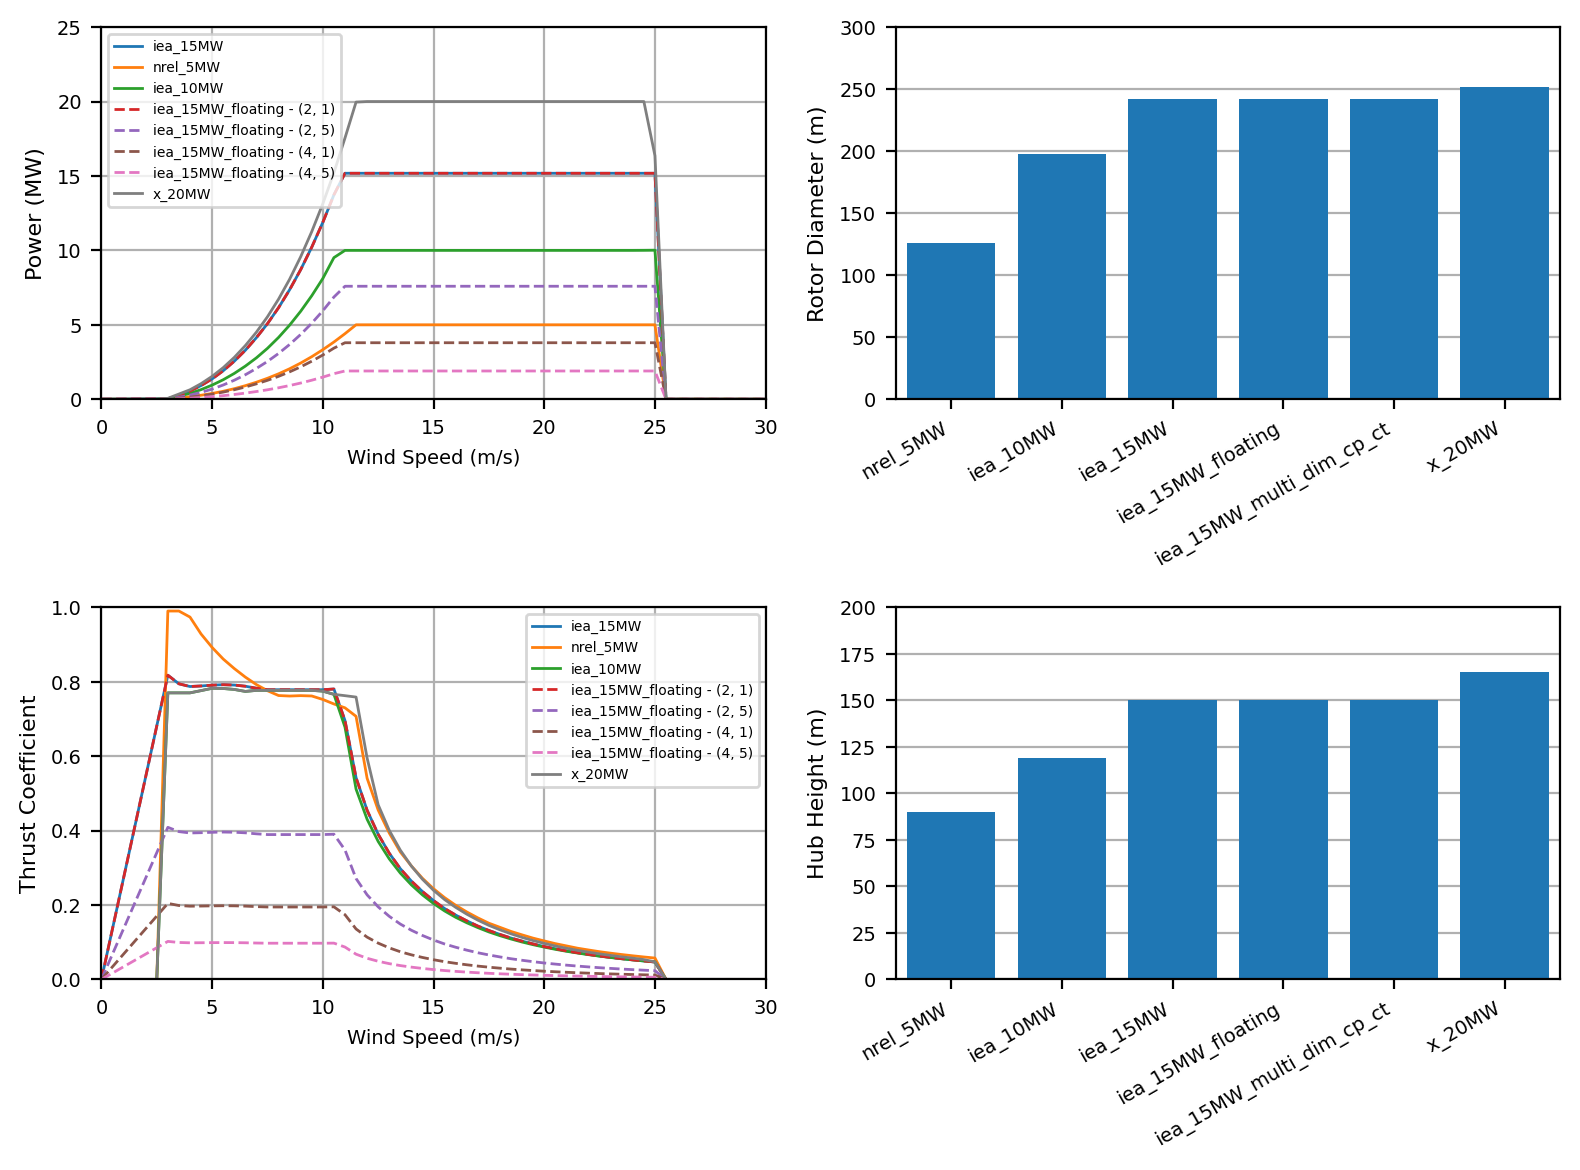 25
20
15
10
5
0
Power (MW)
iea_15MW
nrel_5MW
iea_10MW
iea_15MW_floating - (2, 1)
iea_15MW_floating - (2, 5)
iea_15MW_floating - (4, 1)
iea_15MW_floating - (4, 5)
x_20MW
0 5 10 15 20 25 30
Wind Speed (m/s)
300
250
200
150
100
50
0
Rotor Diameter (m)
nrel_5MW
iea_10MW
iea_15MW
iea_15MW_floating
iea_15MW_multi_dim_cp_ct
x_20MW
1.0
0.8
0.6
0.4
0.2
0.0
Thrust Coefficient
iea_15MW
nrel_5MW
iea_10MW
iea_15MW_floating - (2, 1)
iea_15MW_floating - (2, 5)
iea_15MW_floating - (4, 1)
iea_15MW_floating - (4, 5)
x_20MW
0 5 10 15 20 25 30
Wind Speed (m/s)
200
175
150
125
100
75
50
25
0
Hub Height (m)
nrel_5MW
iea_10MW
iea_15MW
iea_15MW_floating
iea_15MW_multi_dim_cp_ct
x_20MW